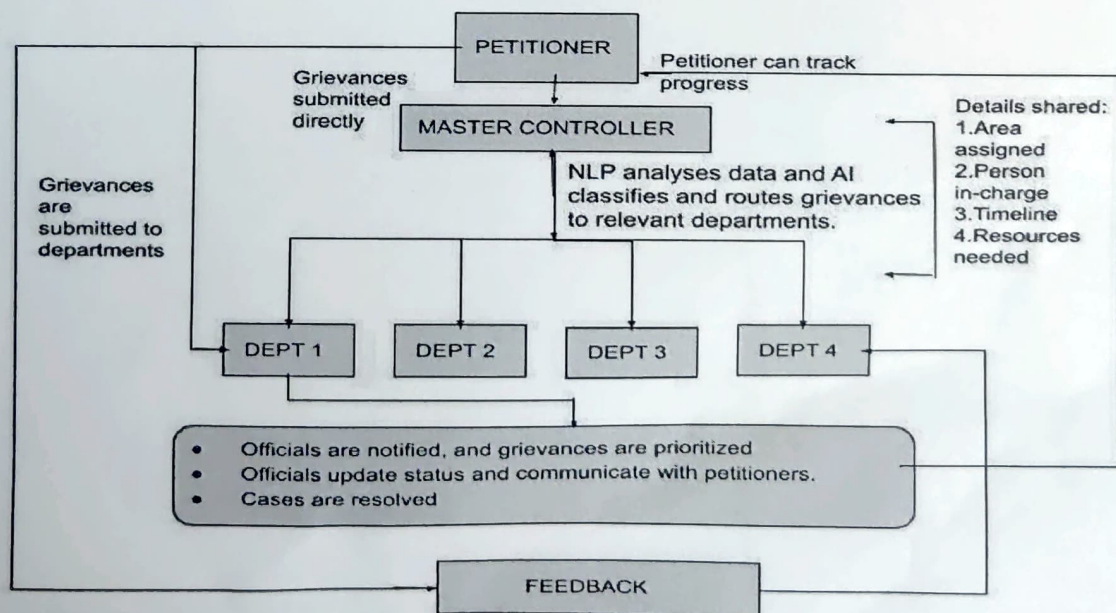 PETITIONER
Grievances
submitted
directly
Petitioner can track
progress
MASTER CONTROLLER
Details shared:
1.Area
assigned
2.Person
in-charge
3.Timeline
4.Resources
needed
NLP analyses data and AI
classifies and routes grievances
to relevant departments.
Grievances
are
submitted to
departments
DEPT 1
DEPT 2
DEPT 3
DEPT 4
• Officials are notified, and grievances are prioritized
• Officials update status and communicate with petitioners.
• Cases are resolved
FEEDBACK